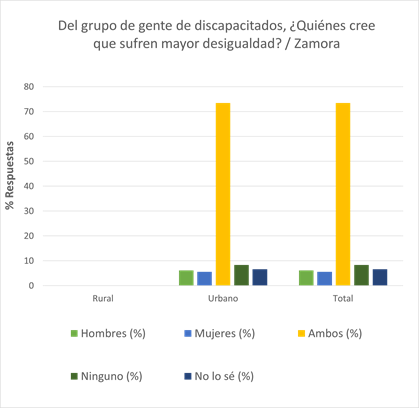 Del grupo de gente de discapacitados, ¿Quiénes cree
que sufren mayor desigualdad? / Zamora
% Respuestas
80
70
60
50
40
30
20
10
0
Rural
Urbano
Total
Hombres (%)
Mujeres (%)
Ambos (%)
Ninguno (%)
No lo sé (%)